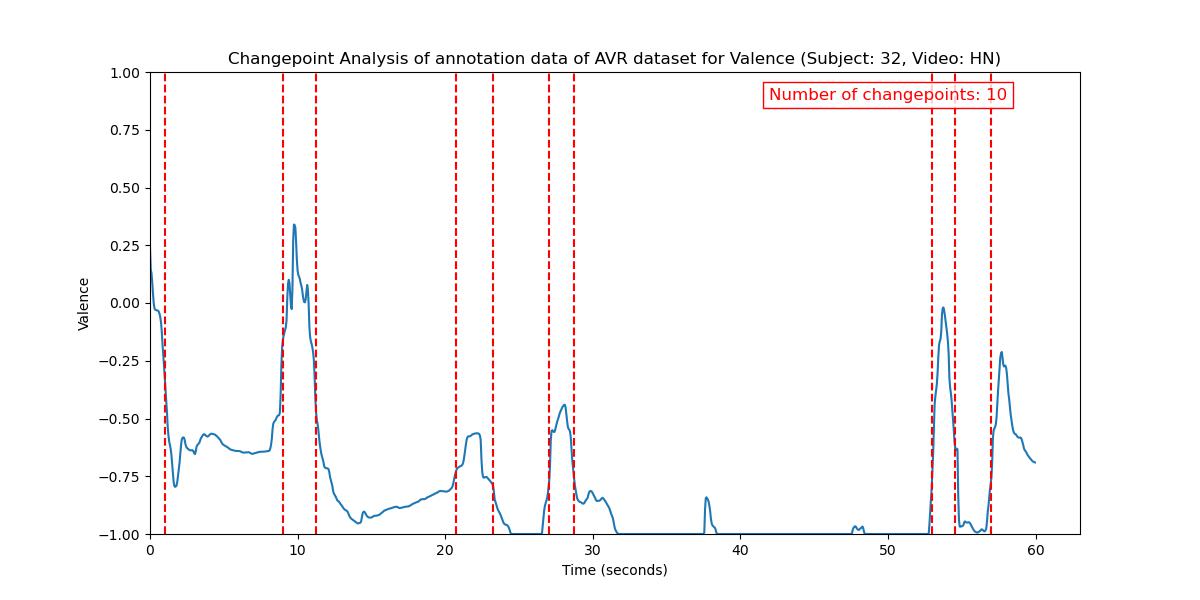 Changepoint Analysis of annotation data of AVR dataset for Valence (Subject: 32, Video: HN)
Number of changepoints: 10
1.00
0.75
0.50
0.25
0.00
−0.25
−0.50
−0.75
−1.00
Valence
0 10 20 30 40 50 60
Time (seconds)